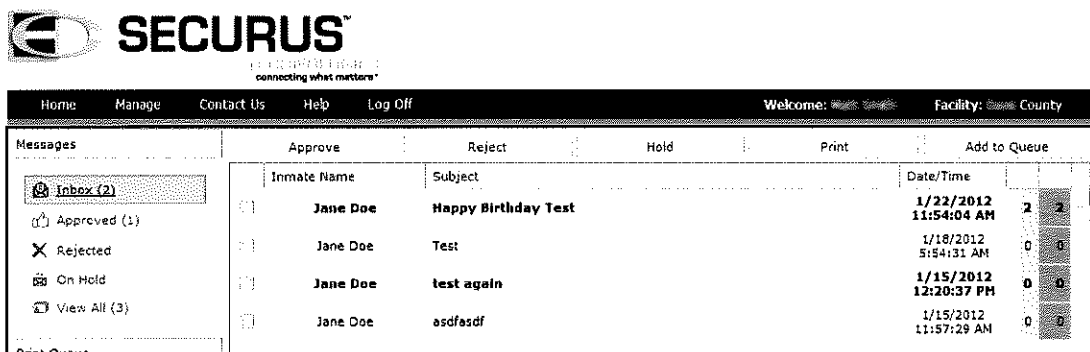 SECURUS™
connecting what matters•
Home Manage Contact Us Help Log Off Welcome: Facility: County
Messages
Approve Reject Hold Print Add to Queue
Inbox (2)
Approved (1)
Rejected
On Hold
View All (3)
Inmate Name Subject Date/Time
Jane Doe Happy Birthday Test 1/22/2012 11:54:04 AM 2 2
Jane Doe Test 1/18/2012 5:54:31 AM 0 0
Jane Doe test again 1/15/2012 12:20:37 PM 0 0
Jane Doe asdfasdf 1/15/2012 11:57:29 AM 0 0
Print Queue